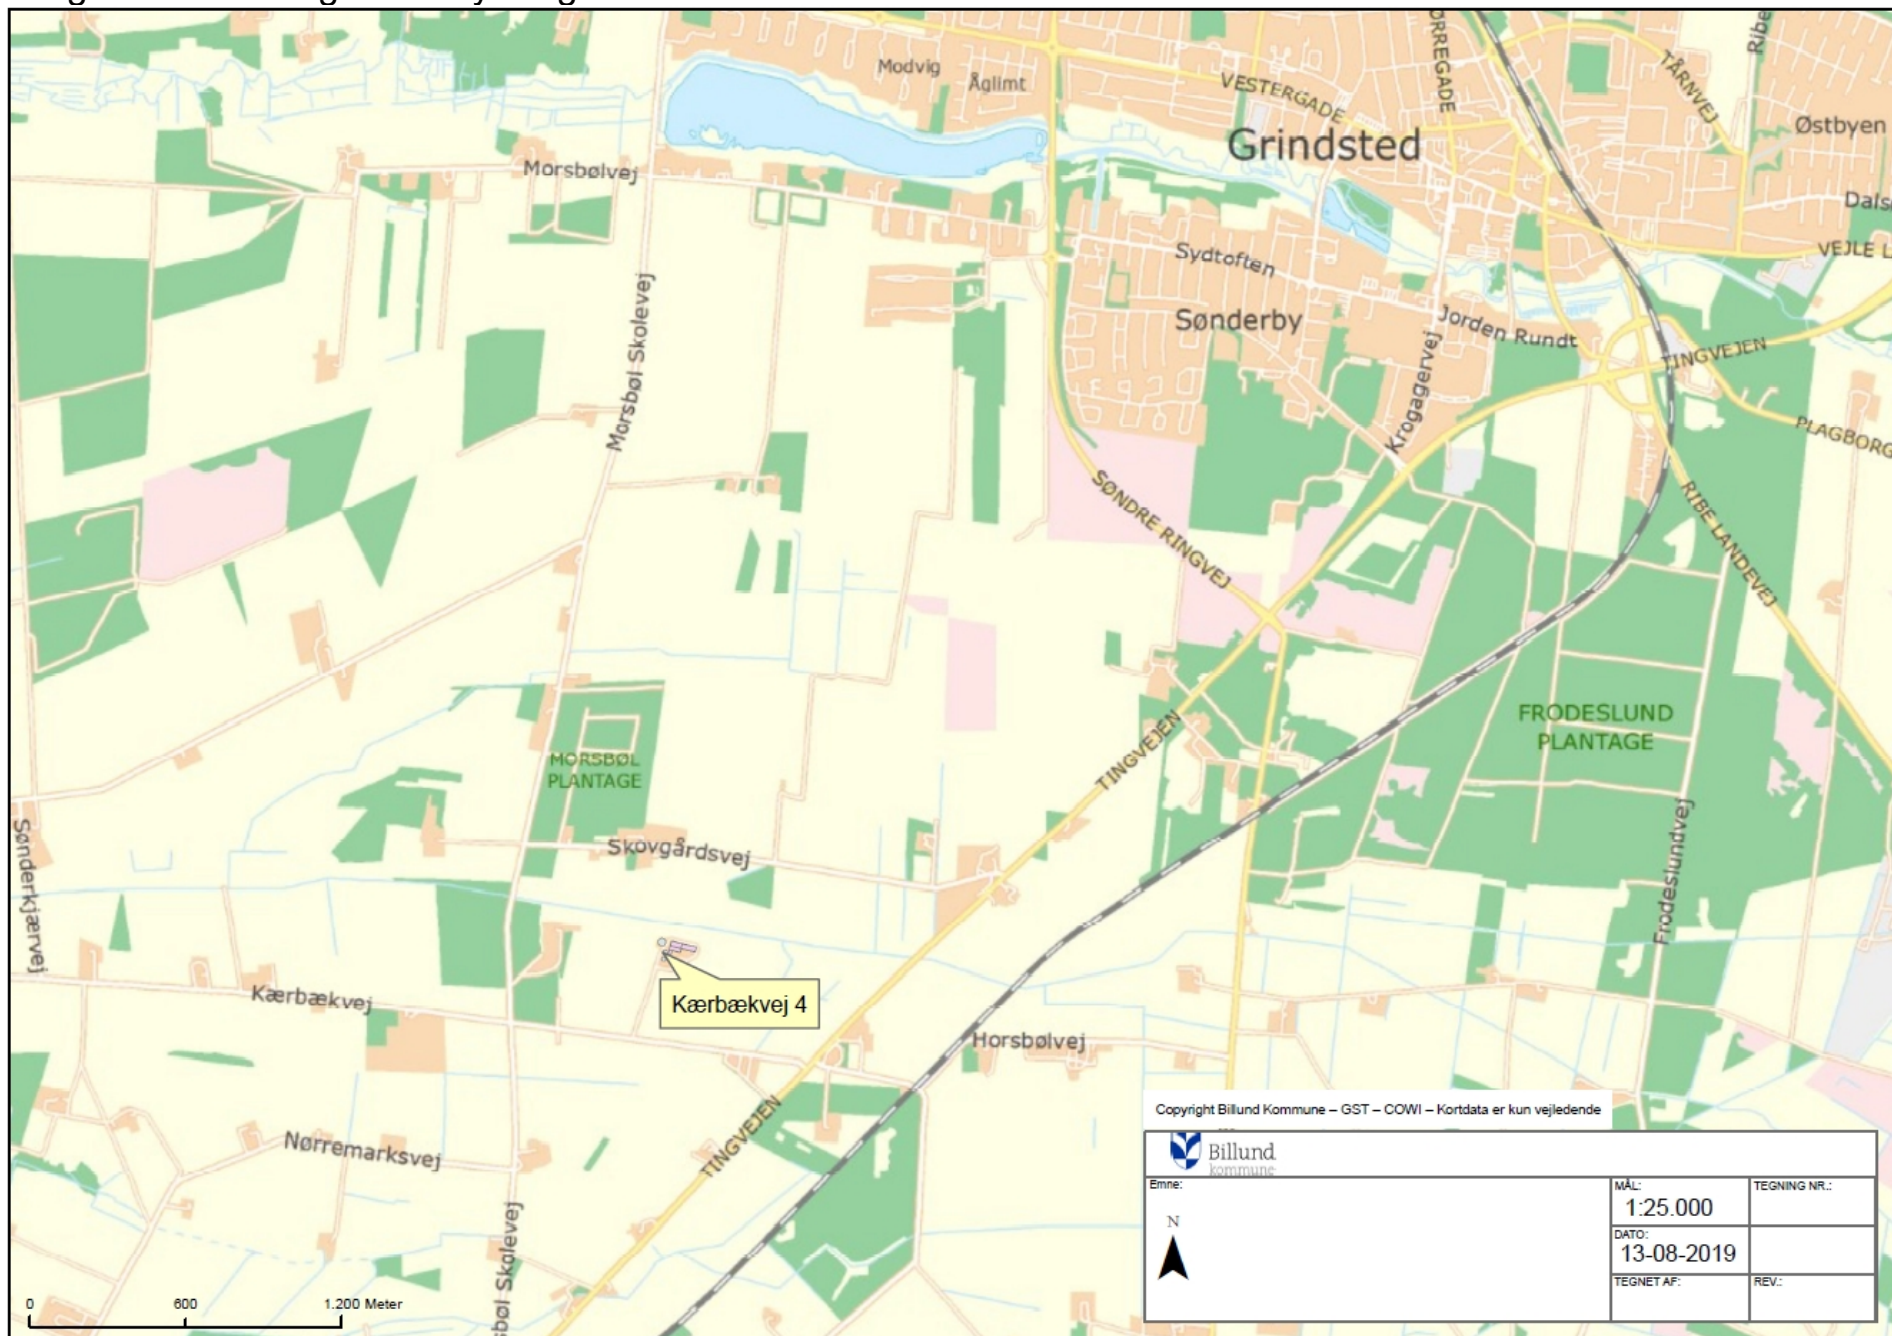 Modvig
Åglimt
VESTERGADE
TÅRNVEJ
Ribe
Østbyen
Grindsted
Morsbølvej
VEJLE L
Sydtoften
Morsbøl Skolevej
Sønderby
Jorden Rundt
TINGVEJEN
Krogagervej
PLAGBORG
SØNDRE RINGVEJ
RIBE LANDEVEJ
FRODESLUND
PLANTAGE
TINGVEJEN
MORSBØL
PLANTAGE
Skovgårdsvej
Sønderkjærvej
Frodeslundvej
Kærbækvej
Kærbækvej 4
Horsbølvej
TINGVEJEN
Nørremarksvej
Copyright Billund Kommune – GST – COWI – Kortdata er kun vejledende
Billund
kommune
Emne:
MÅL:
1:25.000
TEGNING NR.:
N
DATO:
13-08-2019
TEGNET AF:
REV.:
0 600 1.200 Meter